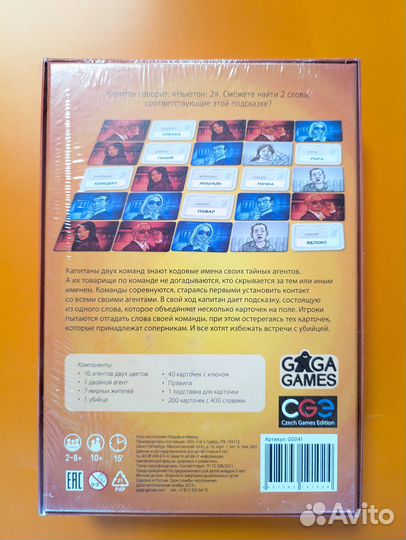 Капитан говорит: «Ньютон: 2». Сможете найти 2 слова,
соответствующие этой подсказке?
СОБАКА
ГЕНИЙ
РЫСЬ
КОНЦЕРТ
ЛОШАДЬ
ПАЧКА
ПОВАР
ЯБЛОКО
Капитаны двух команд знают кодовые имена своих тайных агентов.
А их товарищи по команде не догадываются, кто скрывается за тем или иным
именем. Команды соревнуются, стараясь первыми установить контакт
со всеми своими агентами. В свой ход капитан дает подсказку, состоящую
из одного слова, которое объединяет несколько карточек на поле. Игроки
пытаются отгадать слова своей команды, при этом остерегаясь тех карточек,
которые принадлежат соперникам. И все хотят избежать встречи с убийцей.
Компоненты:
• 16 агентов двух цветов
• 1 двойной агент
• 7 мирных жителей
• 1 убийца
• 40 карточек с ключом
• Правила
• 1 подставка для карточки
• 200 карточек с 400 словами
GAGA
GAMES
CGE
Czech Games Edition
2–8+
10+
15'
EAC
21
PAP
Артикул: GG041
Avito